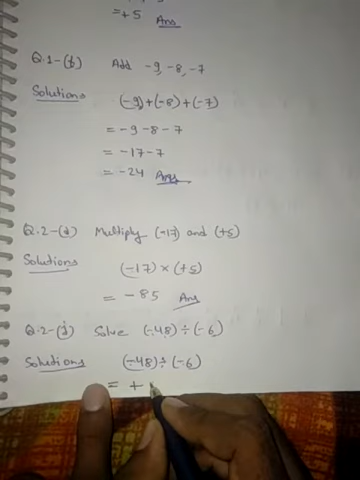 = +5 Ans
Q.1-(b) Add -9, -8, -7
Solutions (-9)+(-8)+(-7)
= -9-8-7
= -17-7
= -24 Ans
Q.2-(a) Multiply (-17) and (+5)
Solutions (-17) × (+5)
= -85 Ans
Solve (-48) ÷ (-6)
Solutions (-48) ÷ (-6)
= +